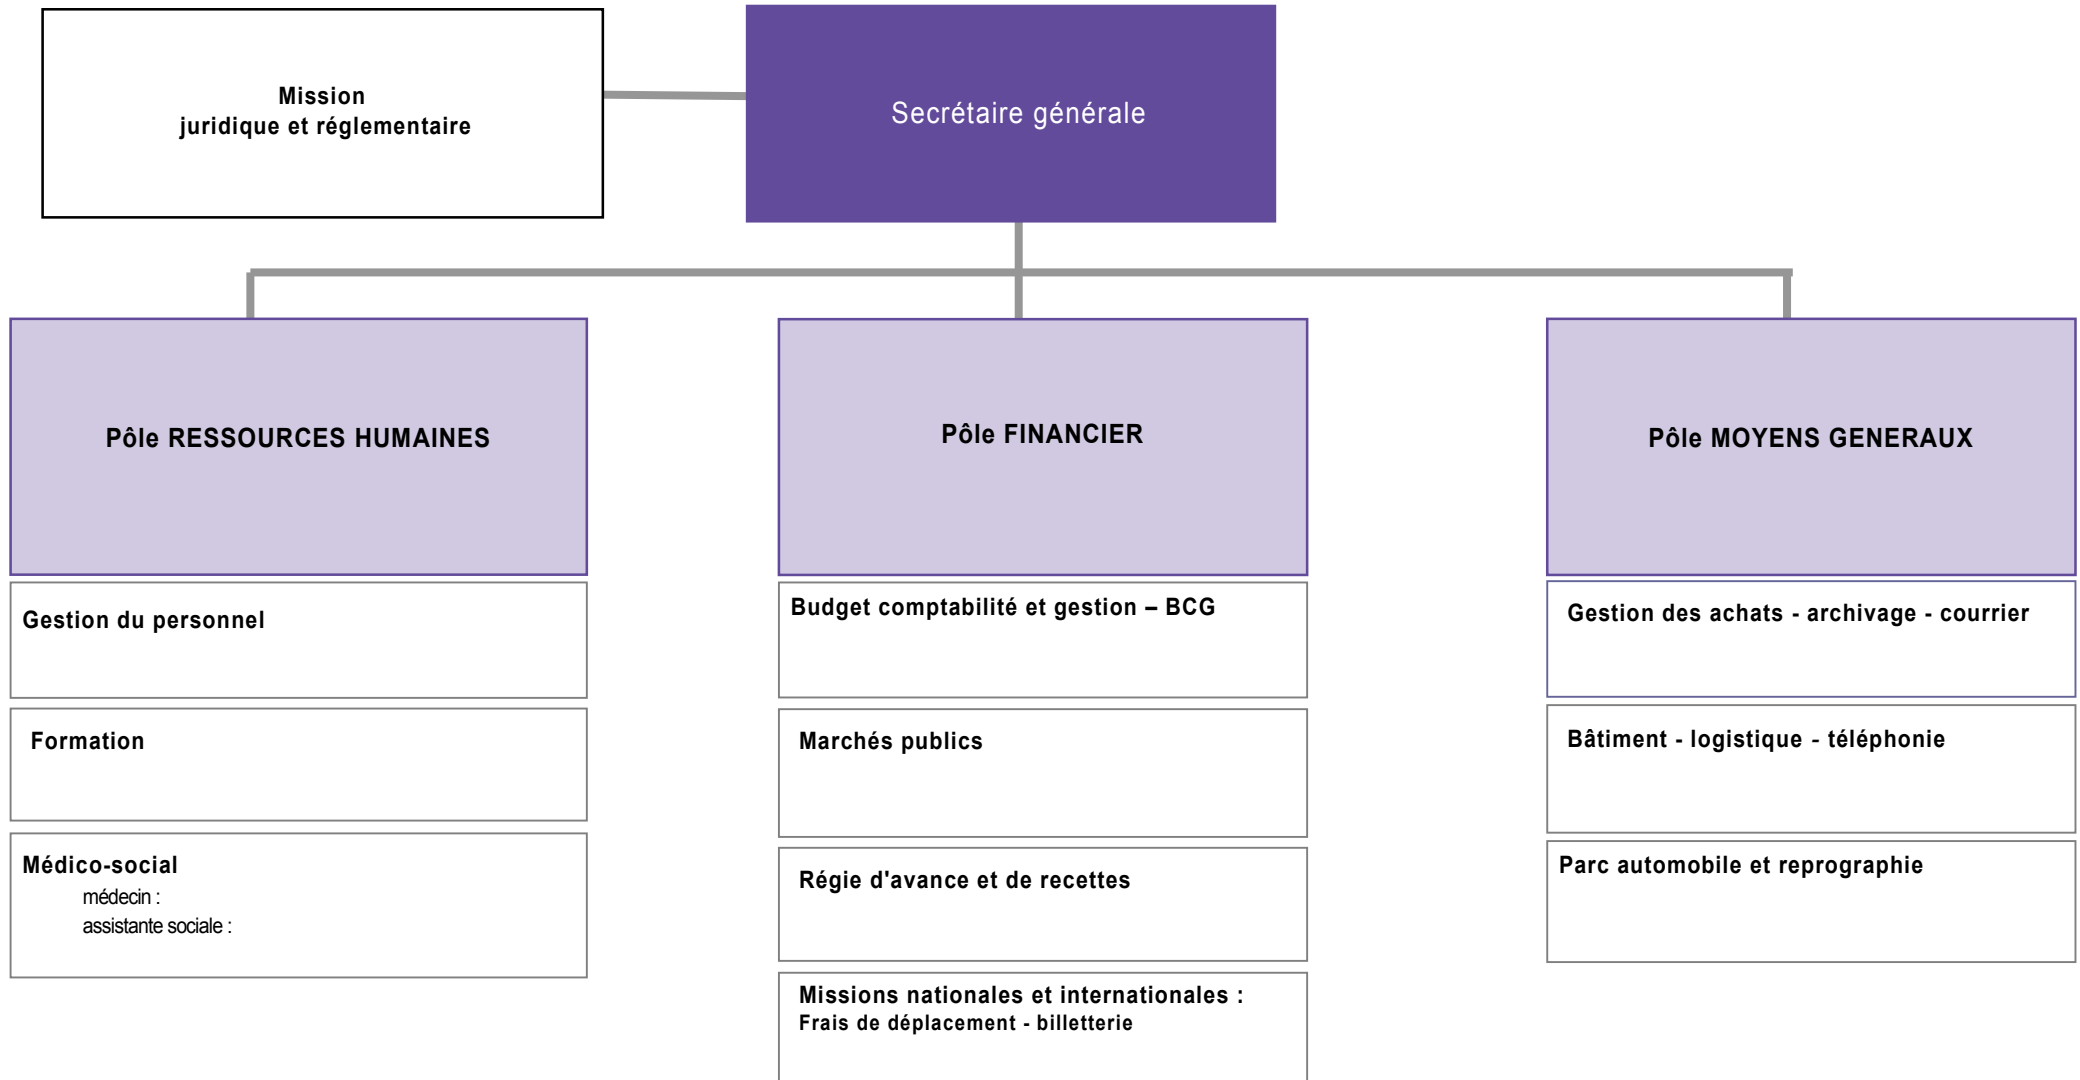 Mission
juridique et réglementaire
Secrétaire générale
Pôle RESSOURCES HUMAINES
Gestion du personnel
Formation
Médico-social
médecin :
assistante sociale :
Pôle FINANCIER
Budget comptabilité et gestion – BCG
Marchés publics
Régie d'avance et de recettes
Missions nationales et internationales :
Frais de déplacement - billetterie
Pôle MOYENS GENERAUX
Gestion des achats - archivage - courrier
Bâtiment - logistique - téléphonie
Parc automobile et reprographie